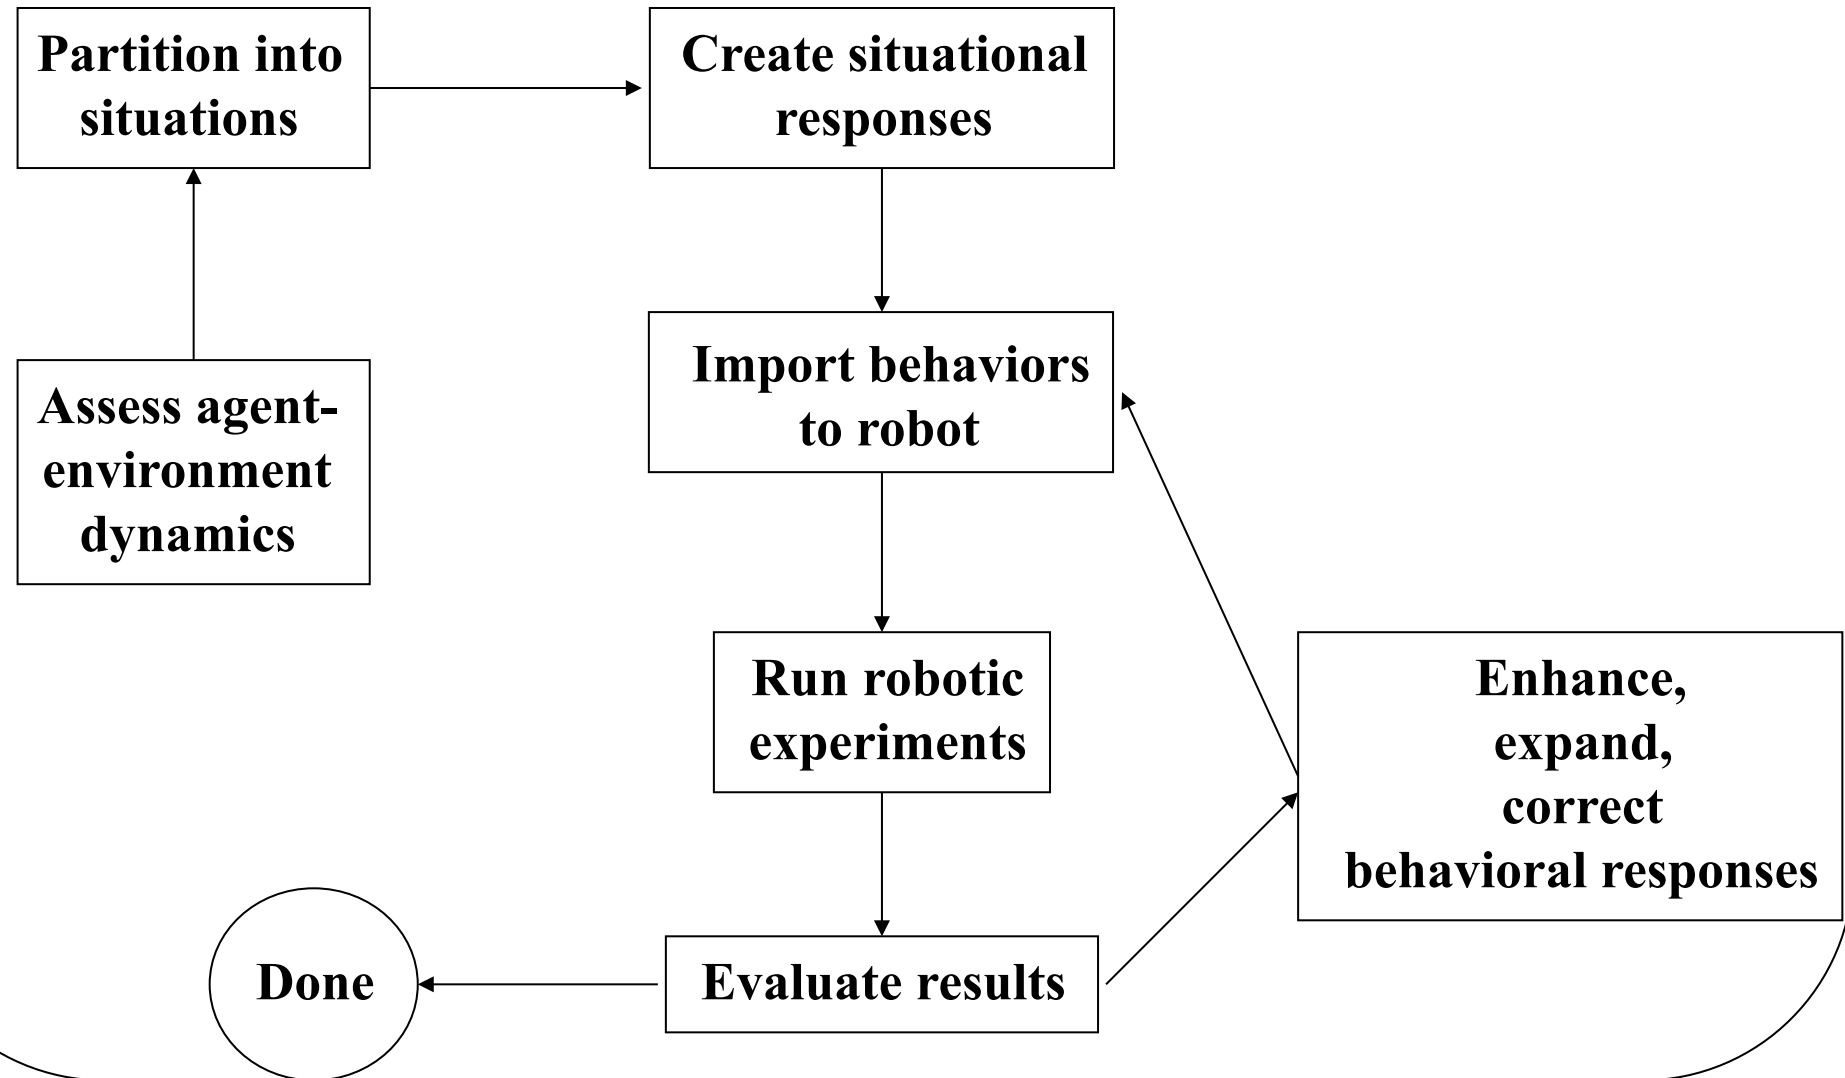 Partition into
situations
Create situational
responses
Assess agent-
environment
dynamics
Import behaviors
to robot
Run robotic
experiments
Enhance,
expand,
correct
behavioral responses
Done
Evaluate results